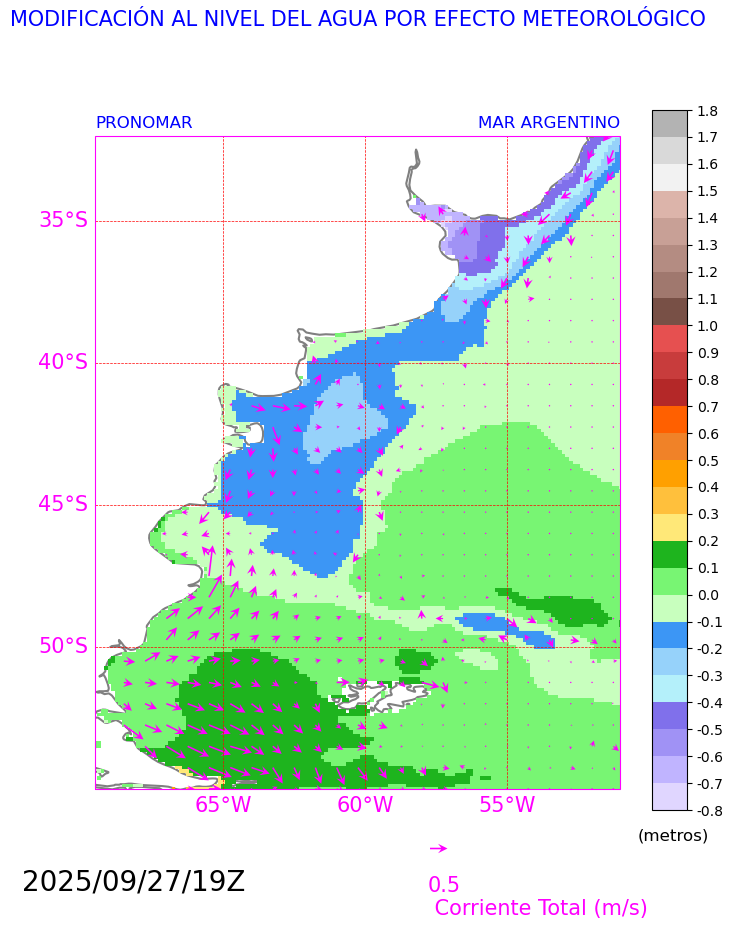 MODIFICACIÓN AL NIVEL DEL AGUA POR EFECTO METEOROLÓGICO
PRONOMAR
MAR ARGENTINO
35°S
40°S
45°S
50°S
65°W
60°W
55°W
1.8
1.7
1.6
1.5
1.4
1.3
1.2
1.1
1.0
0.9
0.8
0.7
0.6
0.5
0.4
0.3
0.2
0.1
0.0
-0.1
-0.2
-0.3
-0.4
-0.5
-0.6
-0.7
-0.8
(metros)
2025/09/27/19Z
0.5
Corriente Total (m/s)